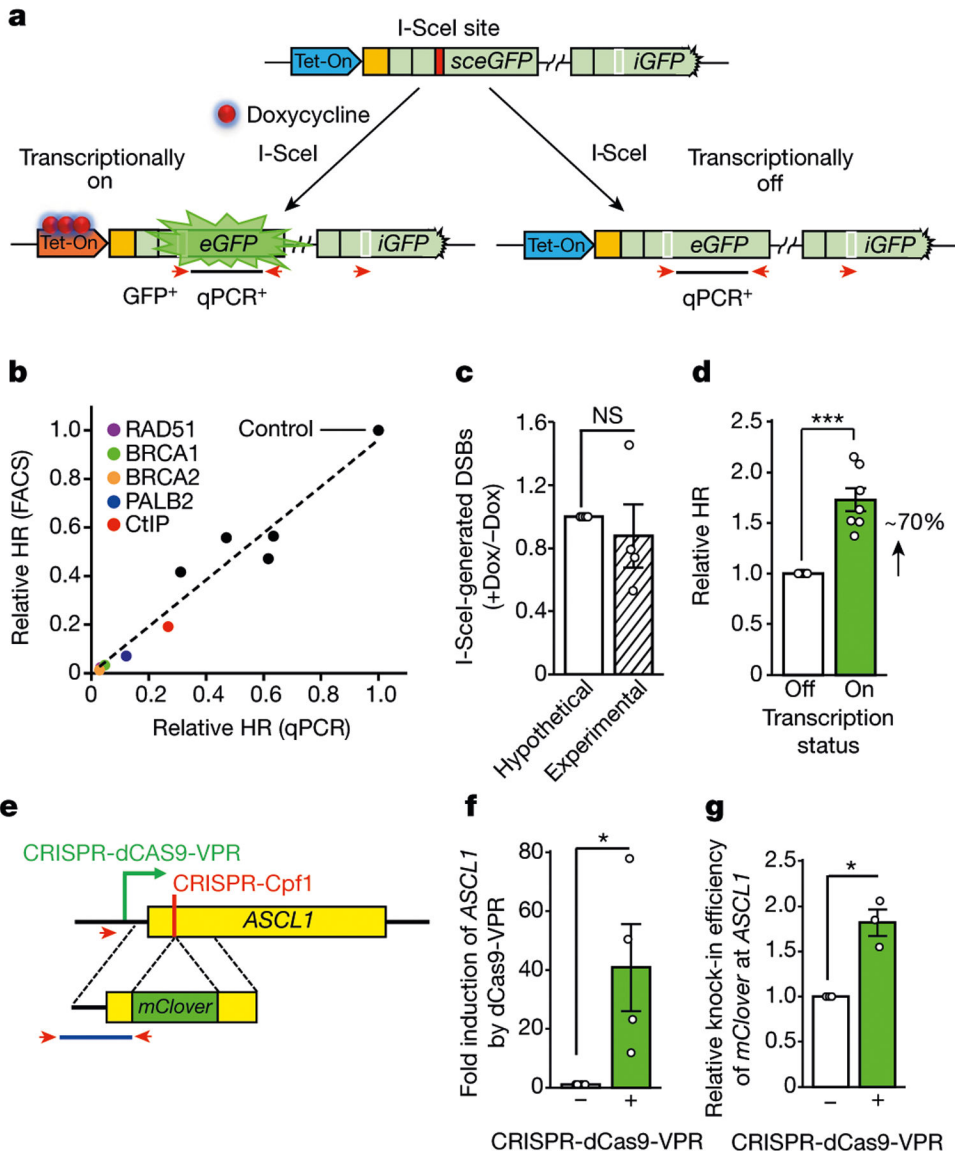 a
I-SceI site
Tet-On
sceGFP
iGFP
Doxycycline
I-SceI
I-SceI
Transcriptionally
on
Transcriptionally
off
Tet-On
eGFP
iGFP
Tet-On
eGFP
iGFP
GFP+
qPCR+
qPCR+
b
Relative HR (FACS)
1.0
0.8
0.6
0.4
0.2
0
RAD51
BRCA1
BRCA2
PALB2
CtIP
Control
0
0.2
0.4
0.6
0.8
1.0
Relative HR (qPCR)
c
I-SceI-generated DSBs
(+Dox/−Dox)
1.6
1.2
0.8
0.4
0
NS
Hypothetical
Experimental
d
Relative HR
2.5
2.0
1.5
1.0
0.5
0
***
~70%
Off
On
Transcription
status
e
CRISPR-dCAS9-VPR
CRISPR-Cpf1
ASCL1
mClover
f
Fold induction of ASCL1
by dCas9-VPR
80
60
40
20
0
*
−
+
CRISPR-dCas9-VPR
g
Relative knock-in efficiency
of mClover at ASCL1
2.5
2.0
1.5
1.0
0.5
0
*
−
+
CRISPR-dCas9-VPR